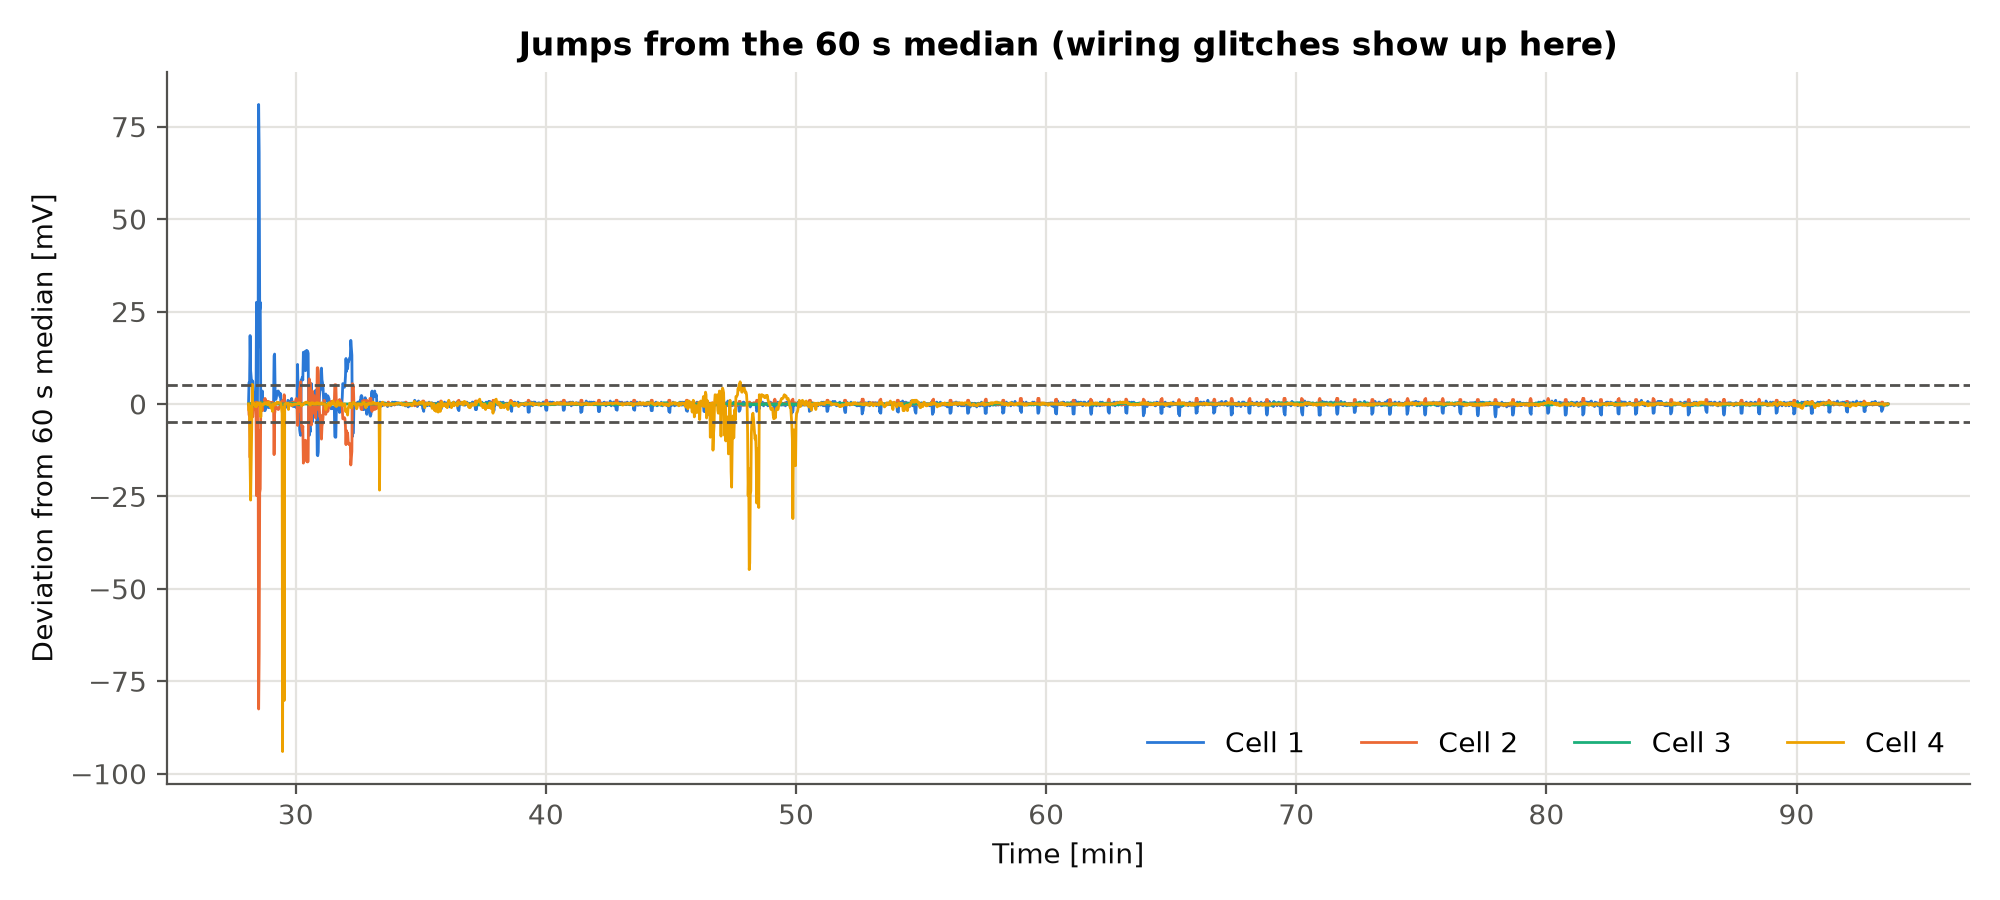 Jumps from the 60 s median (wiring glitches show up here)
Deviation from 60 s median [mV]
75
50
25
0
−25
−50
−75
−100
Cell 1 Cell 2 Cell 3 Cell 4
30 40 50 60 70 80 90
Time [min]